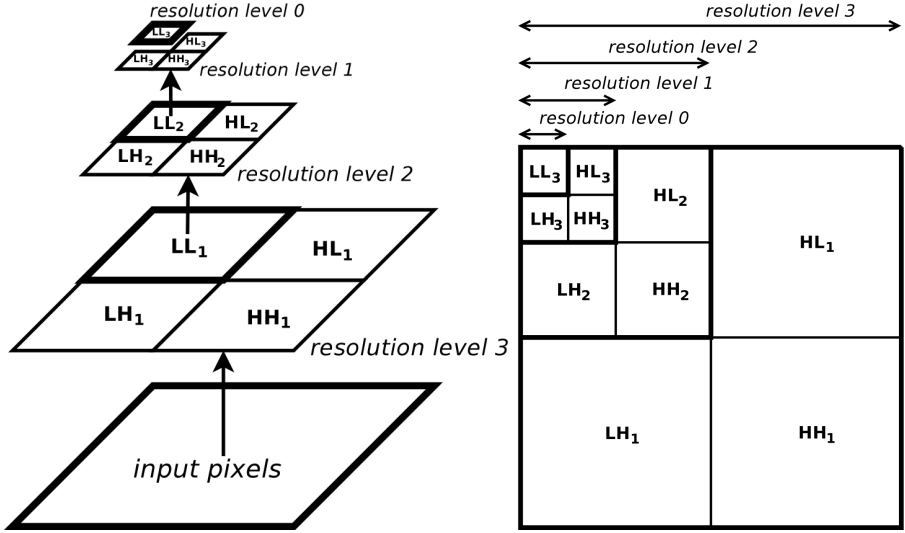 resolution level 0
LL3
HL3
LH3 HH3
resolution level 1
LL2 HL2
LH2 HH2
resolution level 2
LL1 HL1
LH1 HH1
resolution level 3
input pixels
resolution level 3
resolution level 2
resolution level 1
resolution level 0
LL3 HL3
HL2
LH3 HH3
HL1
LH2 HH2
LH1 HH1